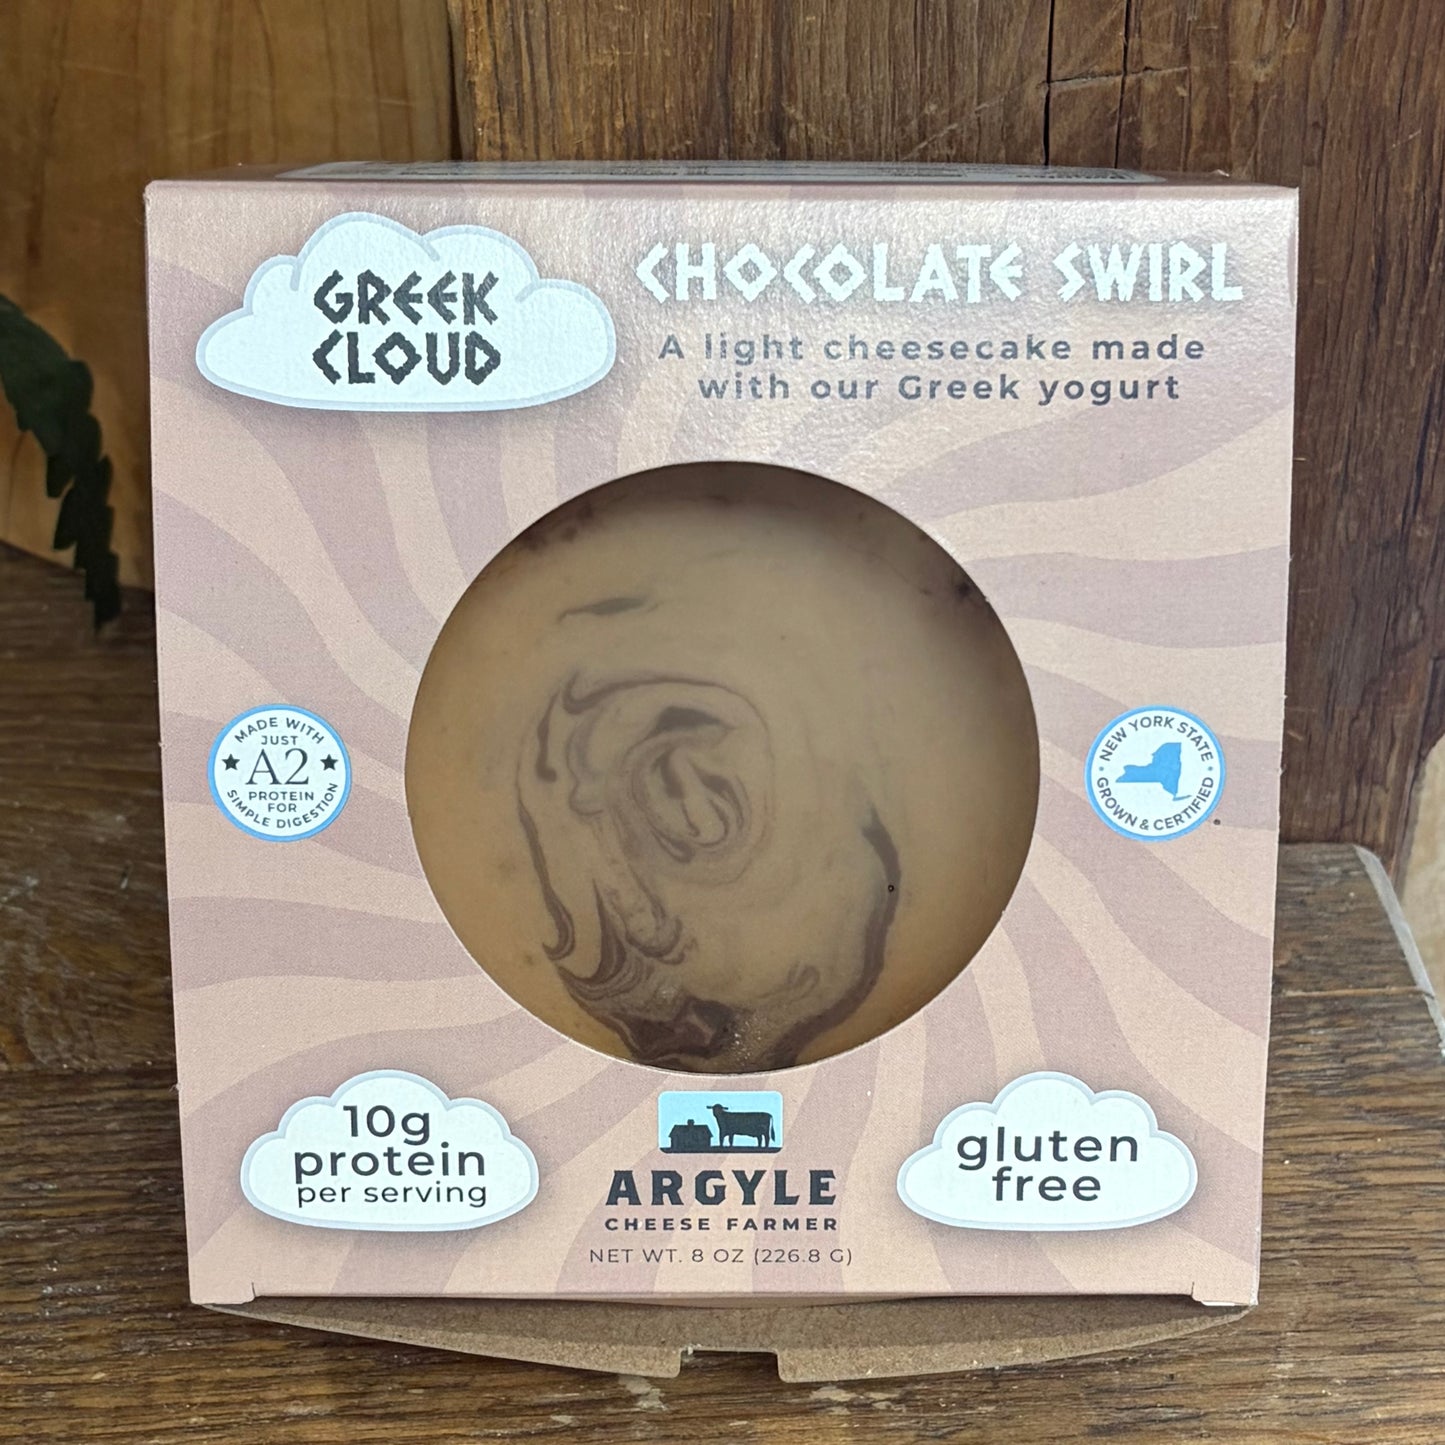 GREEK
CLOUD
CHOCOLATE SWIRL
A light cheesecake made
with our Greek yogurt
MADE WITH
JUST
A2
PROTEIN
FOR
SIMPLE DIGESTION
NEW YORK STATE
GROWN & CERTIFIED
10g
protein
per serving
ARGYLE
CHEESE FARMER
NET WT. 8 OZ (226.8 G)
gluten
free